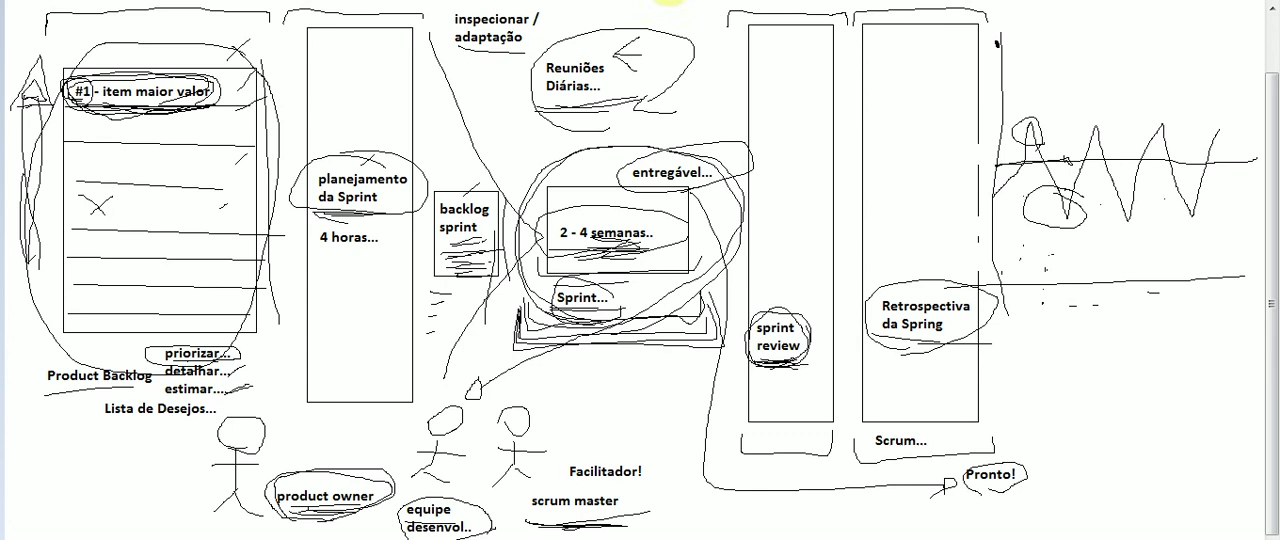 inspecionar /
adaptação
Reuniões
Diárias...
#1 - item maior valor
planejamento
da Sprint
4 horas...
backlog
sprint
entregável...
2 - 4 semanas..
Sprint...
sprint
review
Retrospectiva
da Spring
priorizar...
detalhar...
estimar...
Product Backlog
Lista de Desejos...
product owner
equipe
desenvol..
Facilitador!
scrum master
Scrum...
Pronto!